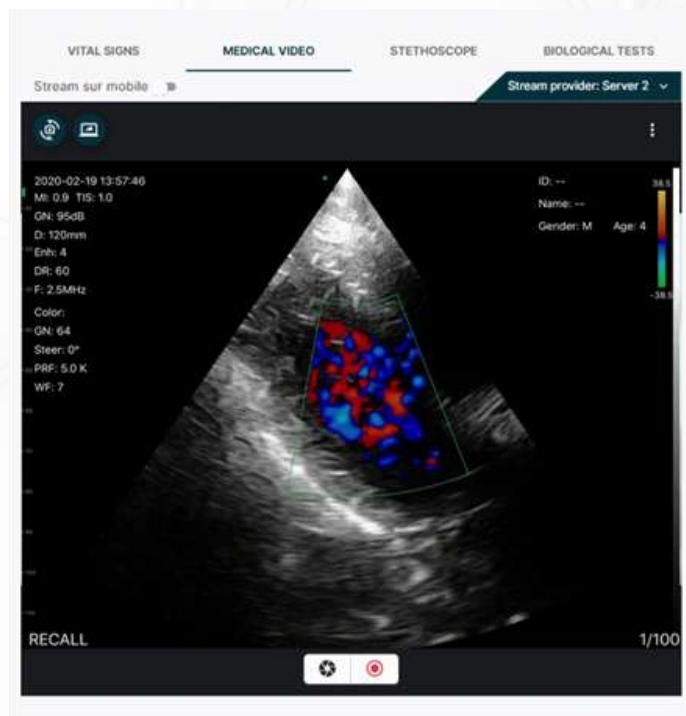 VITAL SIGNS MEDICAL VIDEO STETHOSCOPE BIOLOGICAL TESTS
Stream sur mobile Stream provider: Server 2
2020-02-19 13:57:46
MI: 0.9 TIS: 1.0
GN: 95dB
D: 120mm
Enh: 4
DR: 60
F: 2.5MHz
Color:
GN: 64
Steer: 0°
PRF: 5.0 K
WF: 7
ID: --
Name: --
Gender: M Age: 4
38.5
-38.5
RECALL 1/100